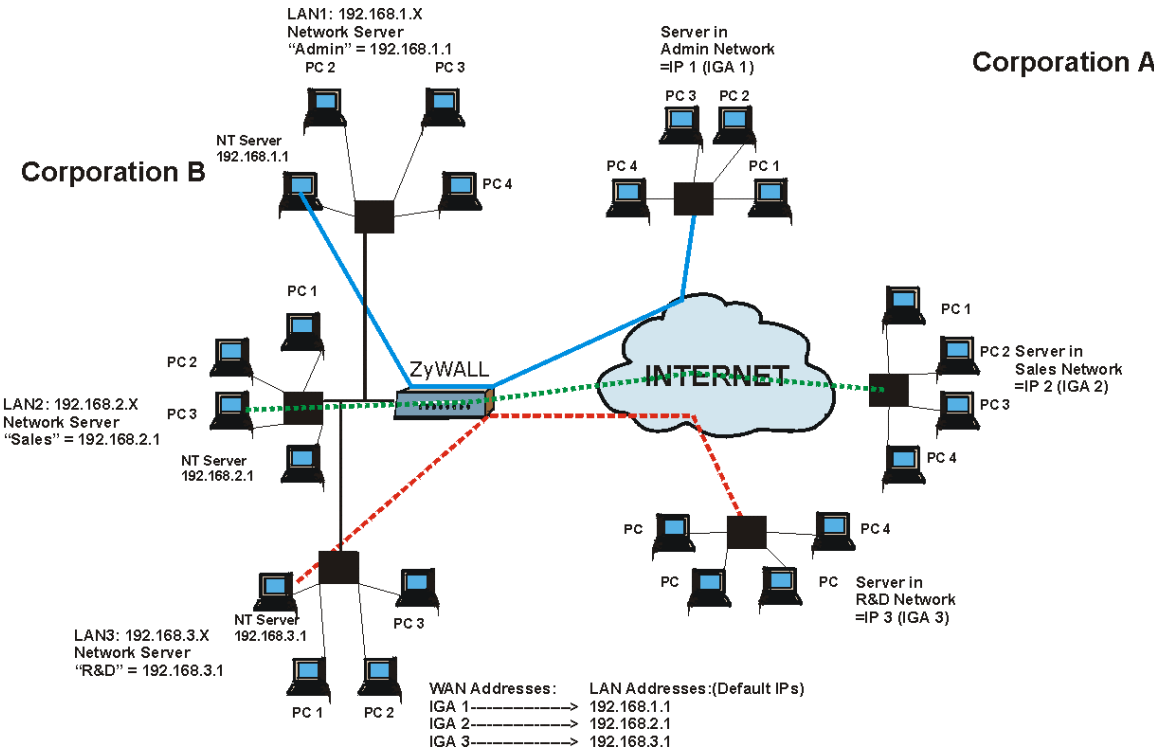 LAN1: 192.168.1.X
Network Server
“Admin” = 192.168.1.1
PC 2
PC 3
NT Server
192.168.1.1
PC 4
Corporation B
Server in
Admin Network
=IP 1 (IGA 1)
PC 3
PC 2
PC 4
PC 1
Corporation A
PC 1
PC 2
PC 3
LAN2: 192.168.2.X
Network Server
“Sales” = 192.168.2.1
NT Server
192.168.2.1
ZyWALL
INTERNET
PC 1
PC 2
Server in
Sales Network
=IP 2 (IGA 2)
PC 3
PC 4
NT Server
192.168.3.1
PC 3
LAN3: 192.168.3.X
Network Server
“R&D” = 192.168.3.1
PC 1
PC 2
PC
PC 4
PC
PC
Server in
R&D Network
=IP 3 (IGA 3)
WAN Addresses: LAN Addresses:(Default IPs)
IGA 1----------------------> 192.168.1.1
IGA 2----------------------> 192.168.2.1
IGA 3----------------------> 192.168.3.1